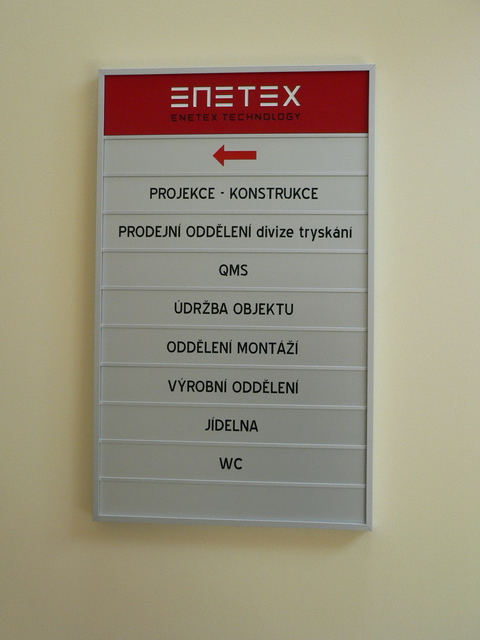 ENETEX
ENETEX TECHNOLOGY
PROJEKCE - KONSTRUKCE
PRODEJNÍ ODDĚLENÍ divize tryskání
QMS
ÚDRŽBA OBJEKTU
ODDĚLENÍ MONTÁŽÍ
VÝROBNÍ ODDĚLENÍ
JÍDELNA
WC